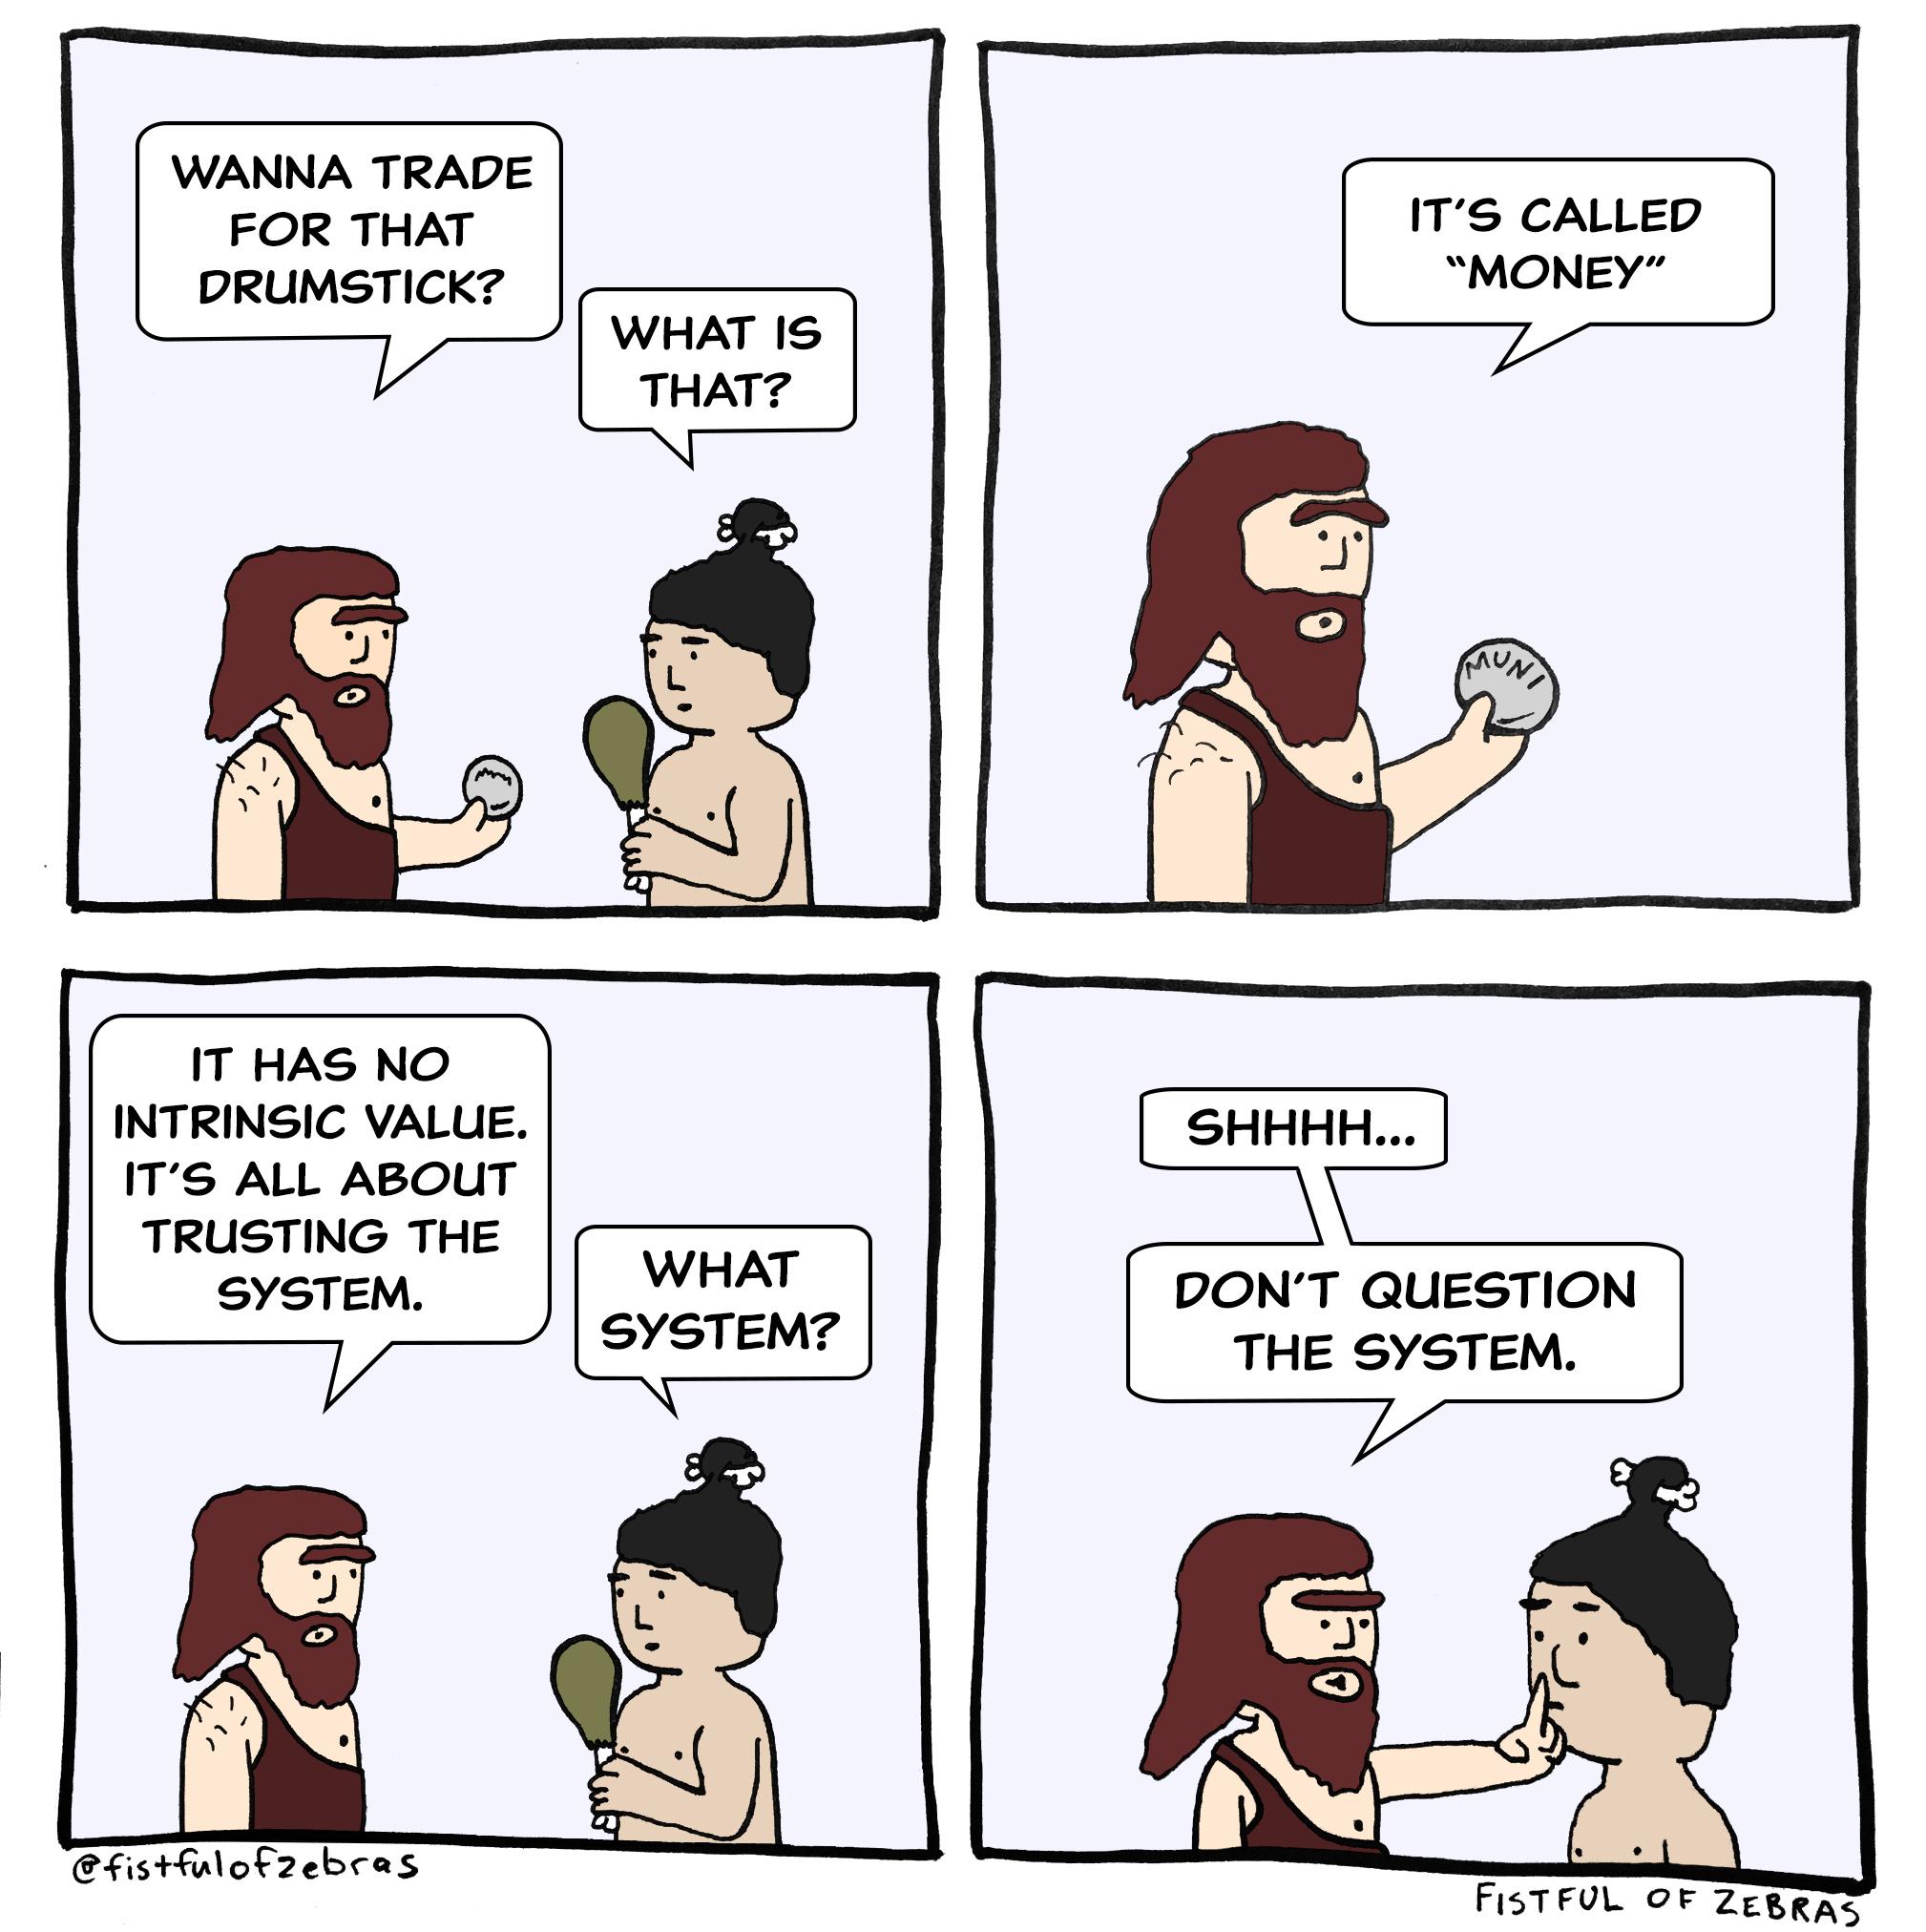 WANNA TRADE
FOR THAT
DRUMSTICK?
WHAT IS
THAT?
IT'S CALLED
"MONEY"
MUNI
IT HAS NO
INTRINSIC VALUE.
IT'S ALL ABOUT
TRUSTING THE
SYSTEM.
WHAT
SYSTEM?
SHHHH...
DON'T QUESTION
THE SYSTEM.
@fistfulofzebras
FISTFUL OF ZEBRAS